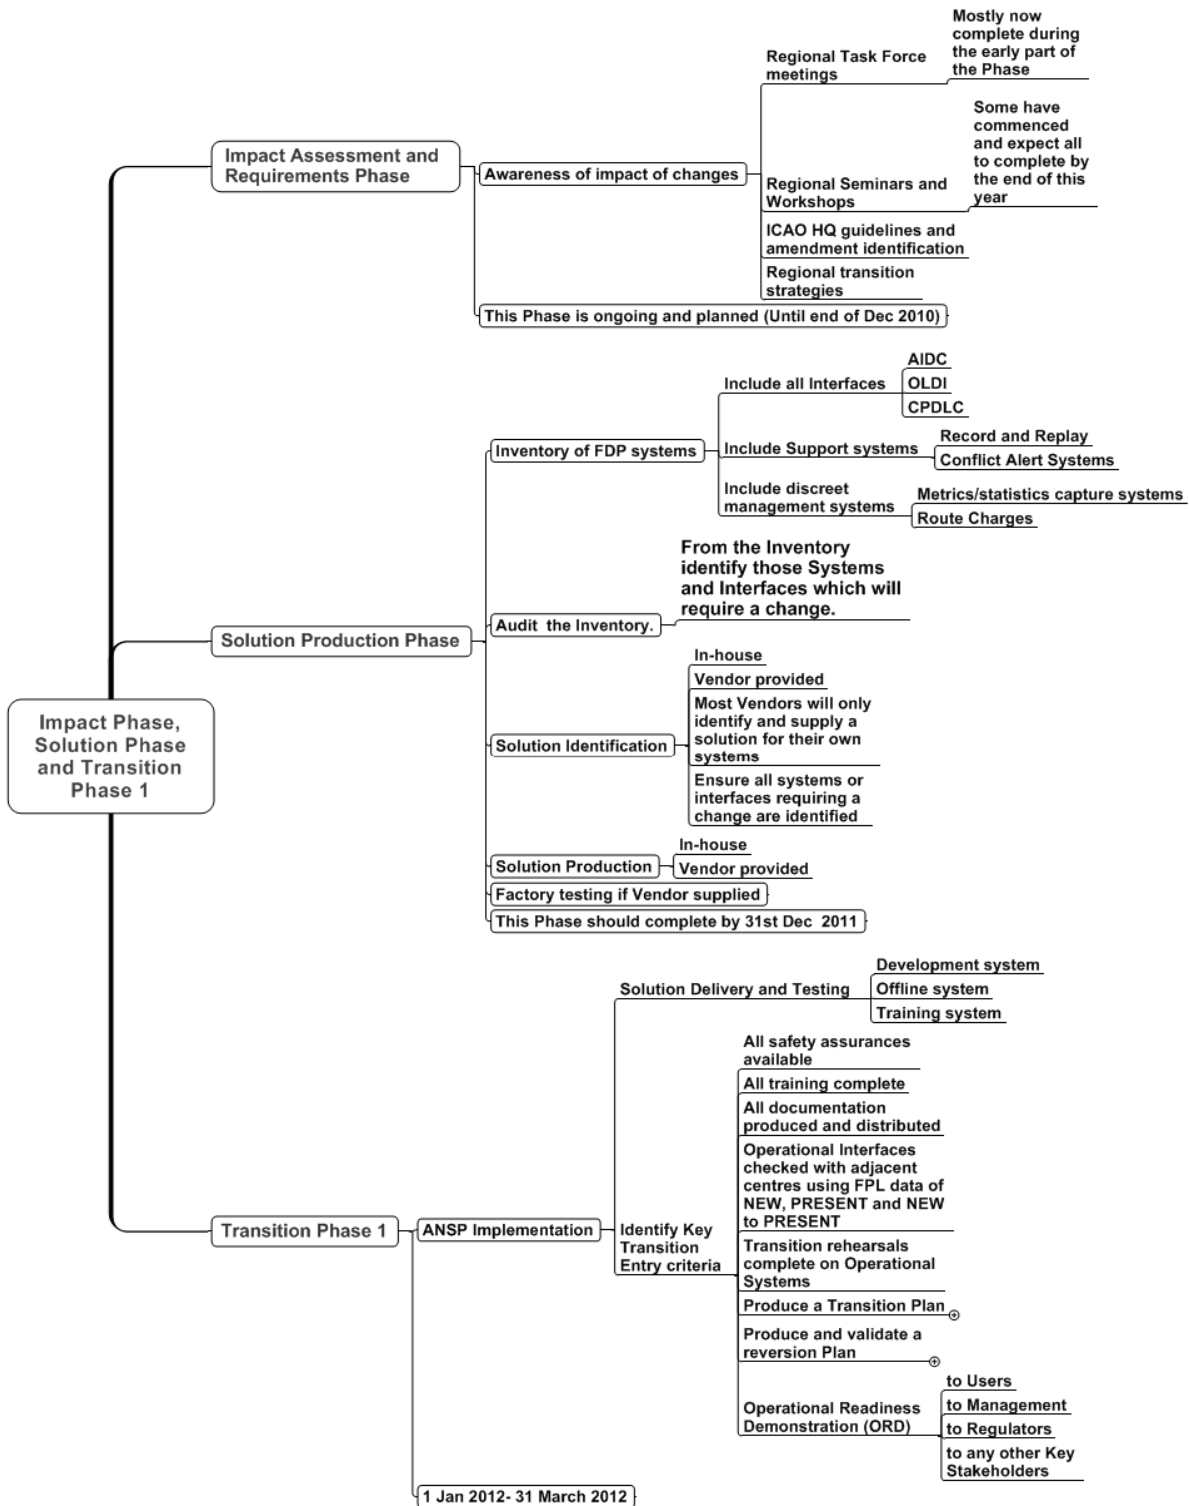 Impact Phase,
Solution Phase
and Transition
Phase 1
Impact Assessment and
Requirements Phase
Awareness of impact of changes
Regional Task Force
meetings
Mostly now
complete during
the early part of
the Phase
Regional Seminars and
Workshops
Some have
commenced
and expect all
to complete by
the end of this
year
ICAO HQ guidelines and
amendment identification
Regional transition
strategies
This Phase is ongoing and planned (Until end of Dec 2010)
Solution Production Phase
Inventory of FDP systems
Include all Interfaces
AIDC
OLDI
CPDLC
Include Support systems
Record and Replay
Conflict Alert Systems
Include discreet
management systems
Metrics/statistics capture systems
Route Charges
Audit  the Inventory.
From the Inventory
identify those Systems
and Interfaces which will
require a change.
Solution Identification
In-house
Vendor provided
Most Vendors will only
identify and supply a
solution for their own
systems
Ensure all systems or
interfaces requiring a
change are identified
Solution Production
In-house
Vendor provided
Factory testing if Vendor supplied
This Phase should complete by 31st Dec  2011
Transition Phase 1
ANSP Implementation
Solution Delivery and Testing
Development system
Offline system
Training system
Identify Key
Transition
Entry criteria
All safety assurances
available
All training complete
All documentation
produced and distributed
Operational Interfaces
checked with adjacent
centres using FPL data of
NEW, PRESENT and NEW
to PRESENT
Transition rehearsals
complete on Operational
Systems
Produce a Transition Plan
Produce and validate a
reversion Plan
Operational Readiness
Demonstration (ORD)
to Users
to Management
to Regulators
to any other Key
Stakeholders
1 Jan 2012- 31 March 2012